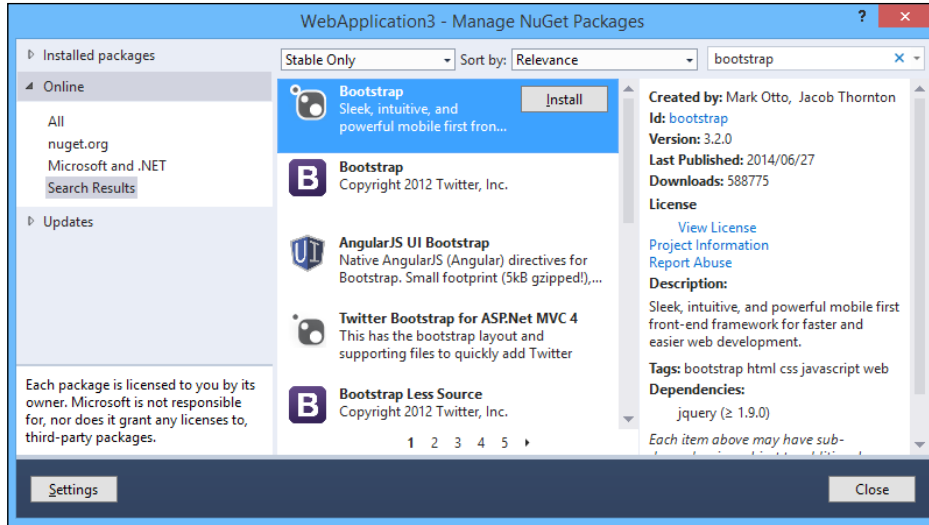 WebApplication3 - Manage NuGet Packages
? ×
Installed packages
Online
All
nuget.org
Microsoft and .NET
Search Results
Updates
Each package is licensed to you by its
owner. Microsoft is not responsible
for, nor does it grant any licenses to,
third-party packages.
Stable Only
Sort by: Relevance
bootstrap
Bootstrap
Sleek, intuitive, and
powerful mobile first fron...
Install
Bootstrap
Copyright 2012 Twitter, Inc.
UI
AngularJS UI Bootstrap
Native AngularJS (Angular) directives for
Bootstrap. Small footprint (5kB gzipped!),...
Twitter Bootstrap for ASP.Net MVC 4
This has the bootstrap layout and
supporting files to quickly add Twitter
B
Bootstrap Less Source
Copyright 2012 Twitter, Inc.
B
1 2 3 4 5
Created by: Mark Otto, Jacob Thornton
Id: bootstrap
Version: 3.2.0
Last Published: 2014/06/27
Downloads: 588775
License
View License
Project Information
Report Abuse
Description:
Sleek, intuitive, and powerful mobile first
front-end framework for faster and
easier web development.
Tags: bootstrap html css javascript web
Dependencies:
jquery (≥ 1.9.0)
Each item above may have sub-
Settings
Close